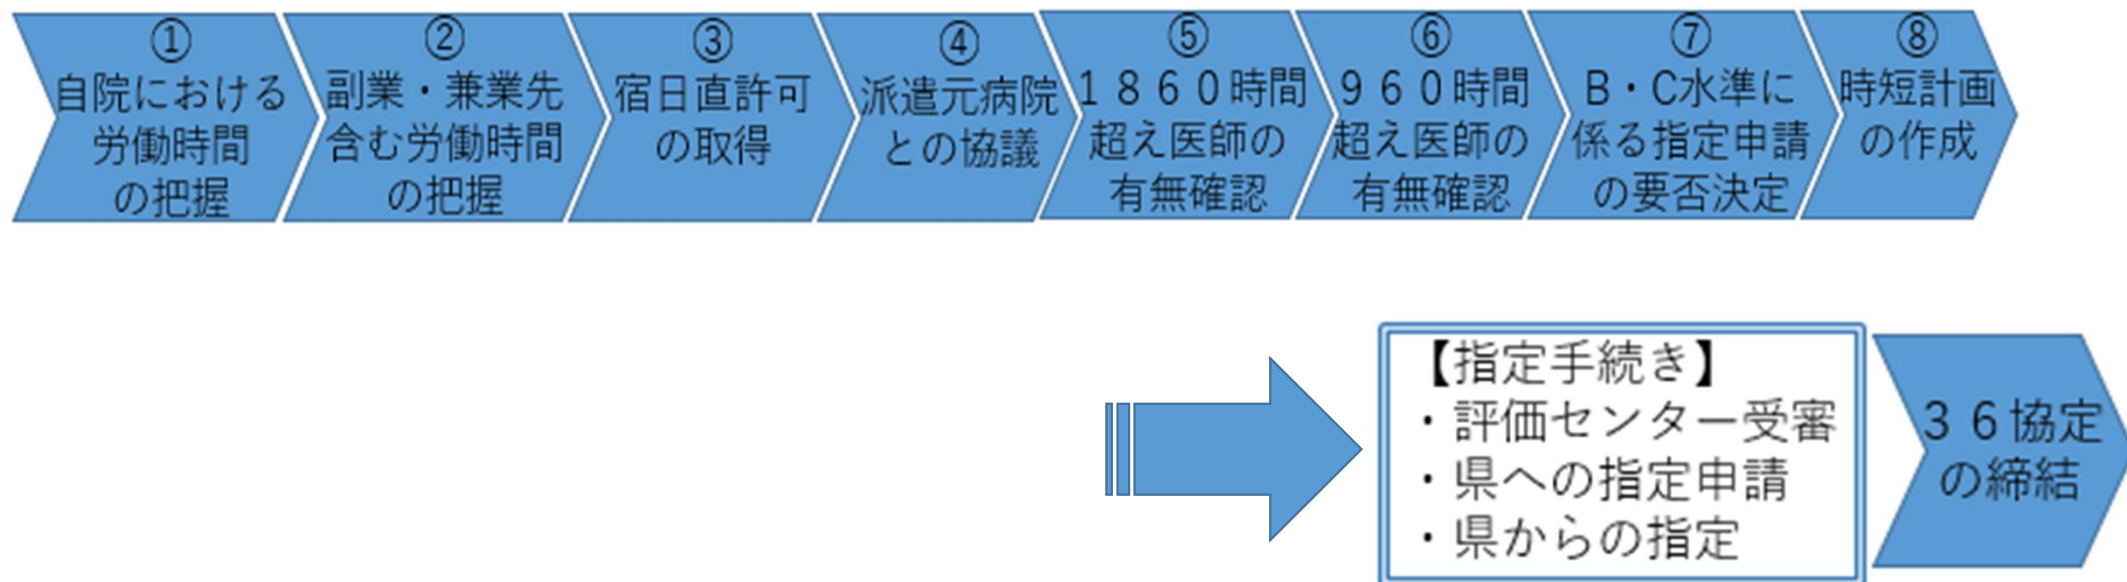 ①
自院における
労働時間
の把握
②
副業・兼業先
含む労働時間
の把握
③
宿日直許可
の取得
④
派遣元病院
との協議
⑤
１８６０時間
超え医師の
有無確認
⑥
９６０時間
超え医師の
有無確認
⑦
B・C水準に
係る指定申請
の要否決定
⑧
時短計画
の作成
【指定手続き】
・評価センター受審
・県への指定申請
・県からの指定
３６協定
の締結